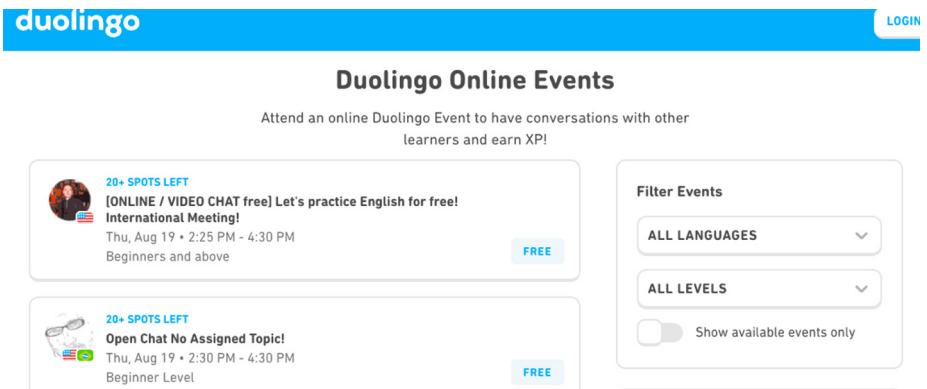 duolingo
LOGIN
Duolingo Online Events
Attend an online Duolingo Event to have conversations with other
learners and earn XP!
20+ SPOTS LEFT
[ONLINE / VIDEO CHAT free] Let's practice English for free!
International Meeting!
Thu, Aug 19 • 2:25 PM - 4:30 PM
Beginners and above
FREE
20+ SPOTS LEFT
Open Chat No Assigned Topic!
Thu, Aug 19 • 2:30 PM - 4:30 PM
Beginner Level
FREE
Filter Events
ALL LANGUAGES
ALL LEVELS
Show available events only